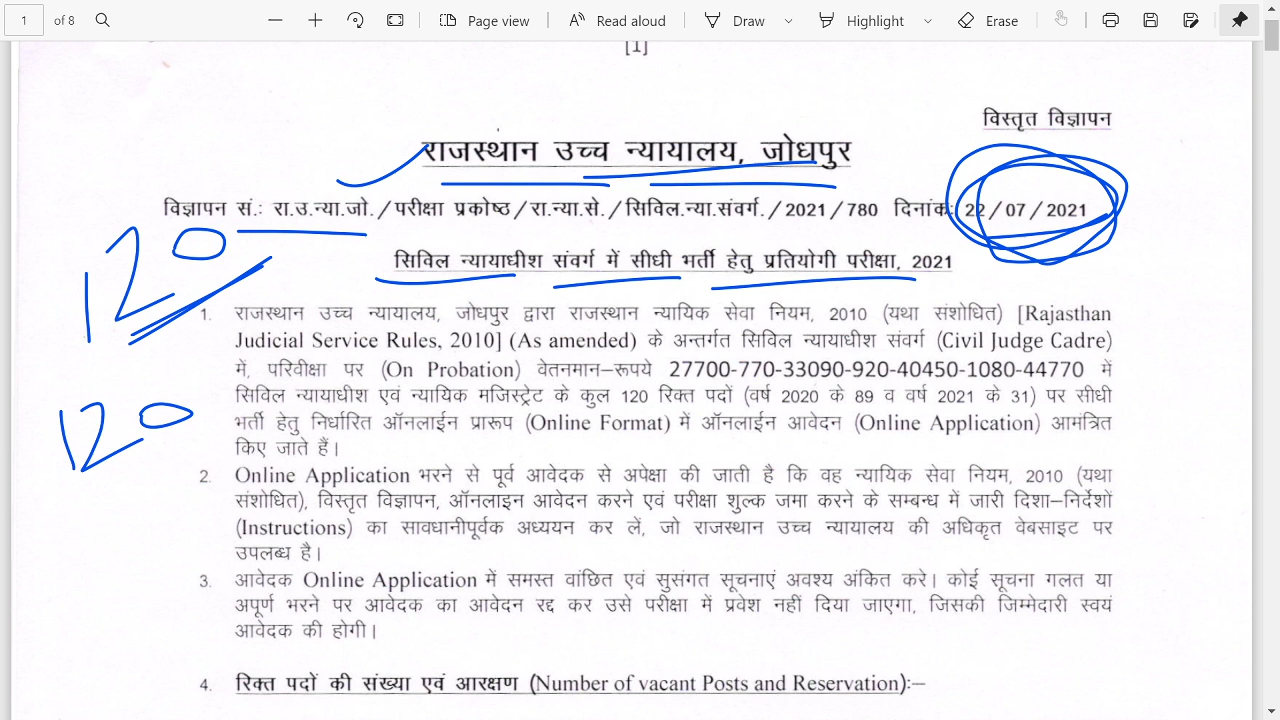 1 of 8 Page view Read aloud Draw Highlight Erase
[1]
विस्तृत विज्ञापन
राजस्थान उच्च न्यायालय, जोधपुर
विज्ञापन सं.: रा.उ.न्या.जो./परीक्षा प्रकोष्ठ/रा.न्या.से./सिविल.न्या.संवर्ग./2021/780 दिनांक: 22/07/2021
120
सिविल न्यायाधीश संवर्ग में सीधी भर्ती हेतु प्रतियोगी परीक्षा, 2021
1. राजस्थान उच्च न्यायालय, जोधपुर द्वारा राजस्थान न्यायिक सेवा नियम, 2010 (यथा संशोधित) [Rajasthan
Judicial Service Rules, 2010] (As amended) के अन्तर्गत सिविल न्यायाधीश संवर्ग (Civil Judge Cadre)
में, परिवीक्षा पर (On Probation) वेतनमान–रूपये 27700-770-33090-920-40450-1080-44770 में
सिविल न्यायाधीश एवं न्यायिक मजिस्ट्रेट के कुल 120 रिक्त पदों (वर्ष 2020 के 89 व वर्ष 2021 के 31) पर सीधी
120
भर्ती हेतु निर्धारित ऑनलाईन प्रारूप (Online Format) में ऑनलाईन आवेदन (Online Application) आमंत्रित
किए जाते हैं।
2. Online Application भरने से पूर्व आवेदक से अपेक्षा की जाती है कि वह न्यायिक सेवा नियम, 2010 (यथा
संशोधित), विस्तृत विज्ञापन, ऑनलाइन आवेदन करने एवं परीक्षा शुल्क जमा करने के सम्बन्ध में जारी दिशा–निर्देशों
(Instructions) का सावधानीपूर्वक अध्ययन कर लें, जो राजस्थान उच्च न्यायालय की अधिकृत वेबसाइट पर
उपलब्ध है।
3. आवेदक Online Application में समस्त वांछित एवं सुसंगत सूचनाएं अवश्य अंकित करे। कोई सूचना गलत या
अपूर्ण भरने पर आवेदक का आवेदन रद्द कर उसे परीक्षा में प्रवेश नहीं दिया जाएगा, जिसकी जिम्मेदारी स्वयं
आवेदक की होगी।
4. रिक्त पदों की संख्या एवं आरक्षण (Number of vacant Posts and Reservation):–